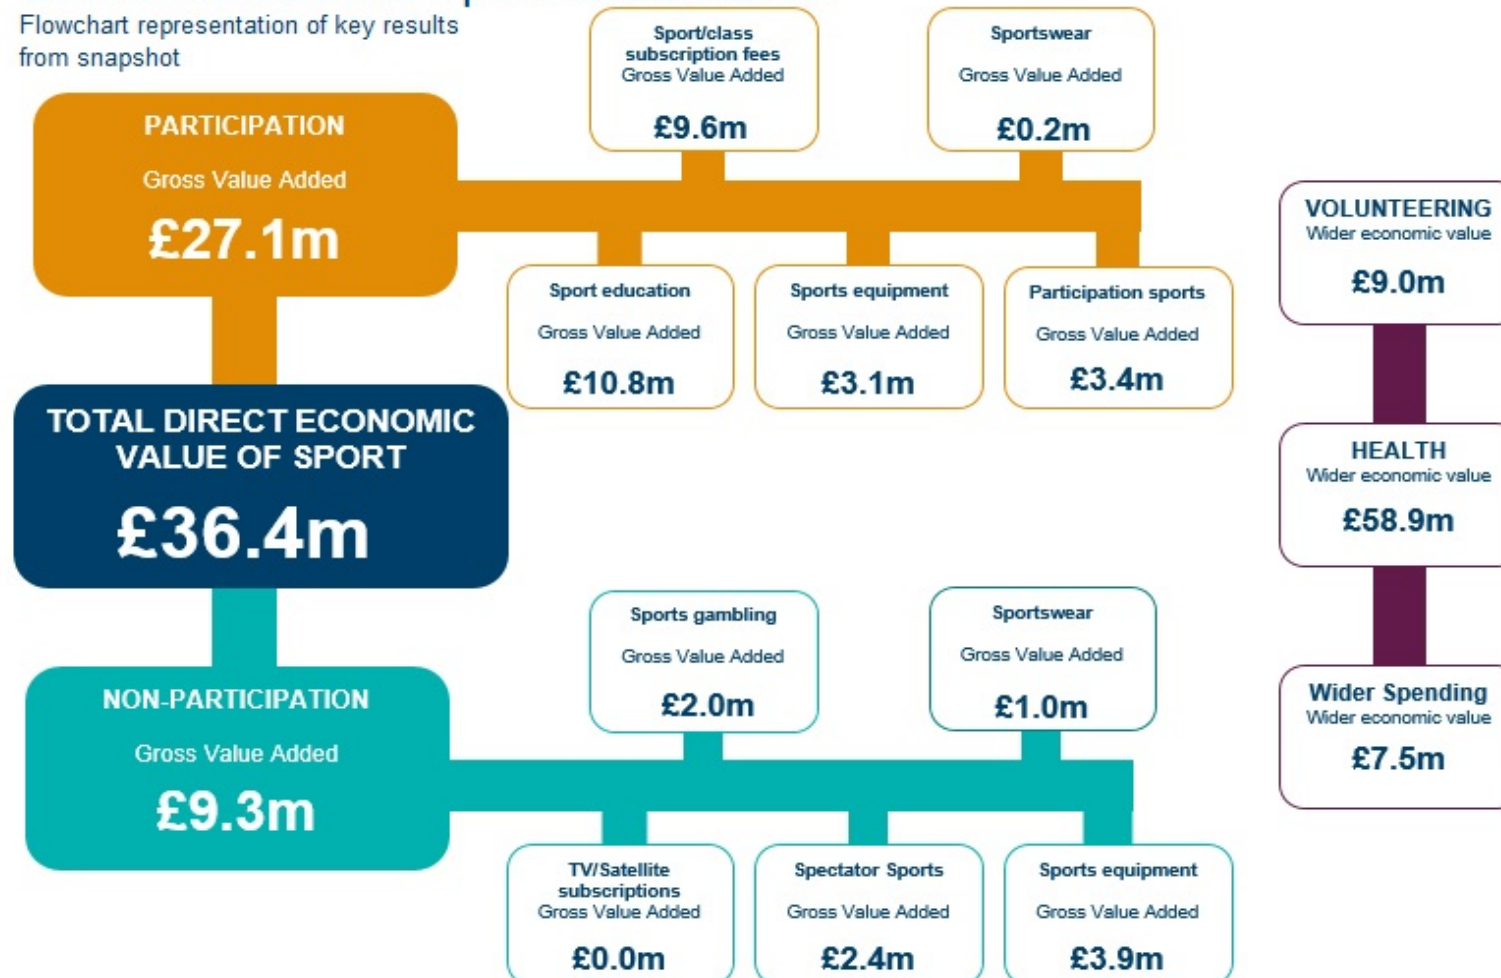 Flowchart representation of key results
from snapshot
Sport/class
subscription fees
Gross Value Added
£9.6m
Sportswear
Gross Value Added
£0.2m
PARTICIPATION
Gross Value Added
£27.1m
Sport education
Gross Value Added
£10.8m
Sports equipment
Gross Value Added
£3.1m
Participation sports
Gross Value Added
£3.4m
TOTAL DIRECT ECONOMIC
VALUE OF SPORT
£36.4m
Sports gambling
Gross Value Added
£2.0m
Sportswear
Gross Value Added
£1.0m
NON-PARTICIPATION
Gross Value Added
£9.3m
TV/Satellite
subscriptions
Gross Value Added
£0.0m
Spectator Sports
Gross Value Added
£2.4m
Sports equipment
Gross Value Added
£3.9m
VOLUNTEERING
Wider economic value
£9.0m
HEALTH
Wider economic value
£58.9m
Wider Spending
Wider economic value
£7.5m